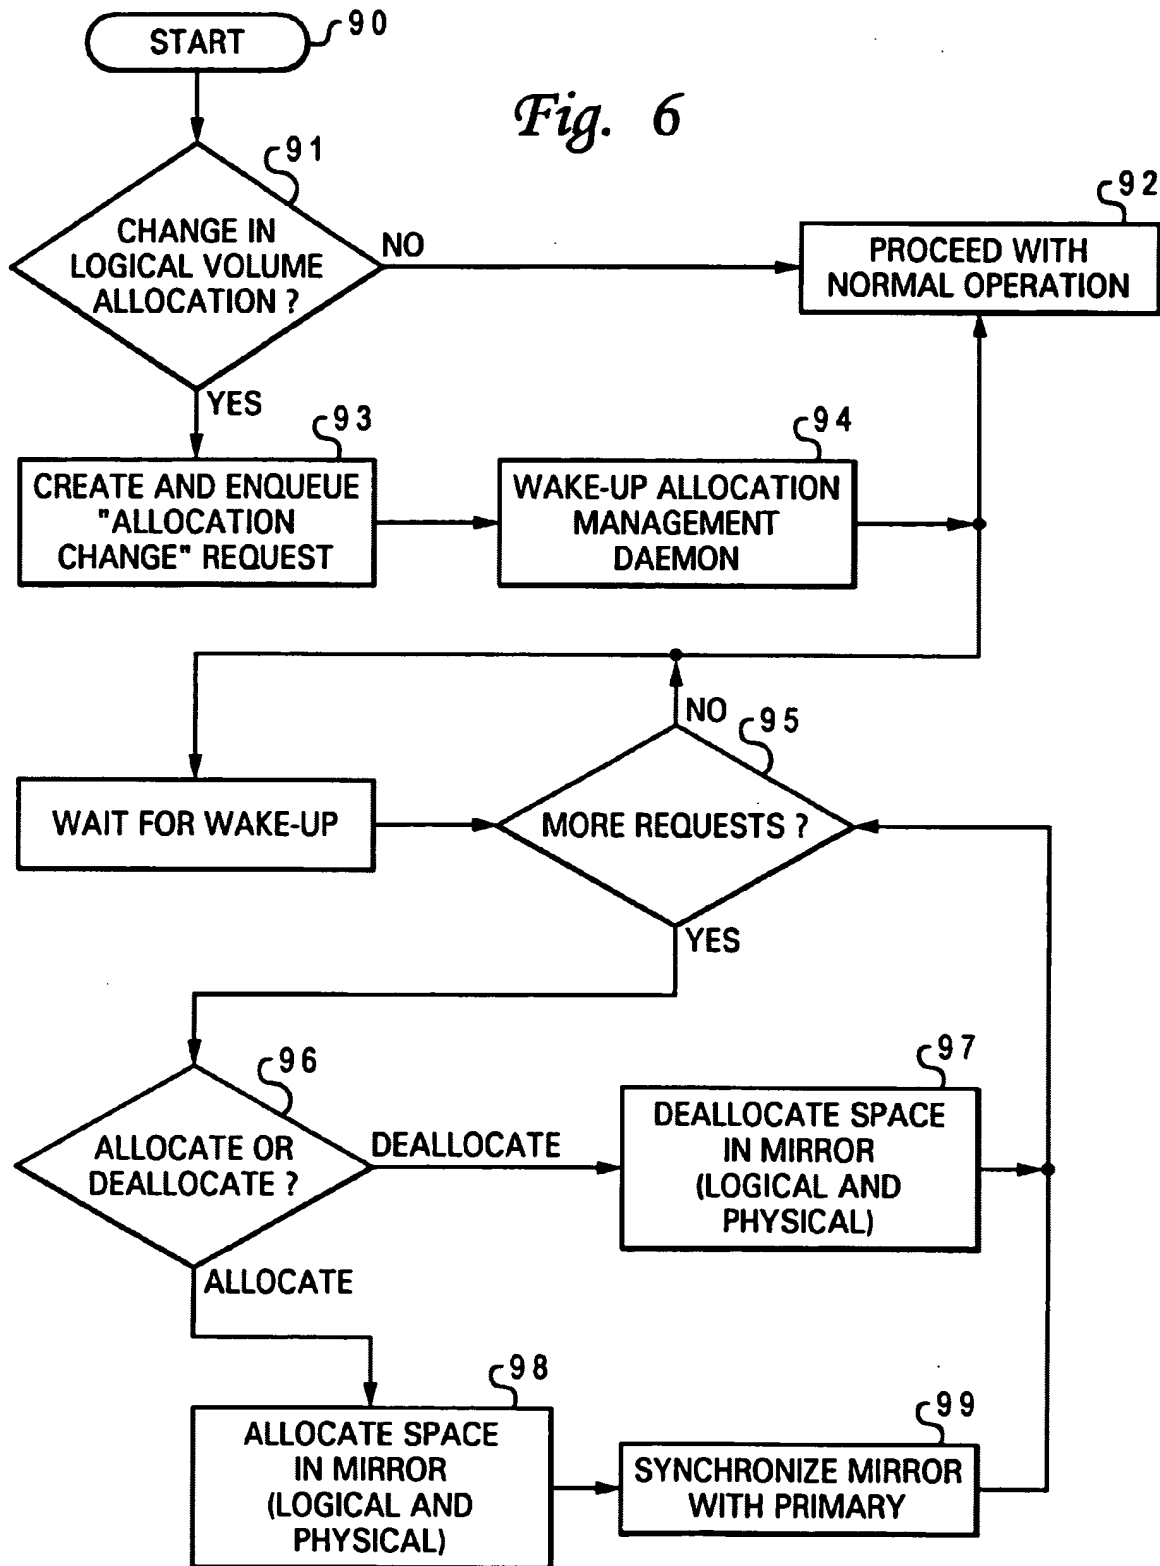 START
90
Fig. 6
91
CHANGE IN
LOGICAL VOLUME
ALLOCATION ?
NO
92
PROCEED WITH
NORMAL OPERATION
YES
93
CREATE AND ENQUEUE
"ALLOCATION
CHANGE" REQUEST
94
WAKE-UP ALLOCATION
MANAGEMENT
DAEMON
WAIT FOR WAKE-UP
NO
95
MORE REQUESTS ?
YES
96
ALLOCATE OR
DEALLOCATE ?
DEALLOCATE
97
DEALLOCATE SPACE
IN MIRROR
(LOGICAL AND
PHYSICAL)
ALLOCATE
98
ALLOCATE SPACE
IN MIRROR
(LOGICAL AND
PHYSICAL)
99
SYNCHRONIZE MIRROR
WITH PRIMARY